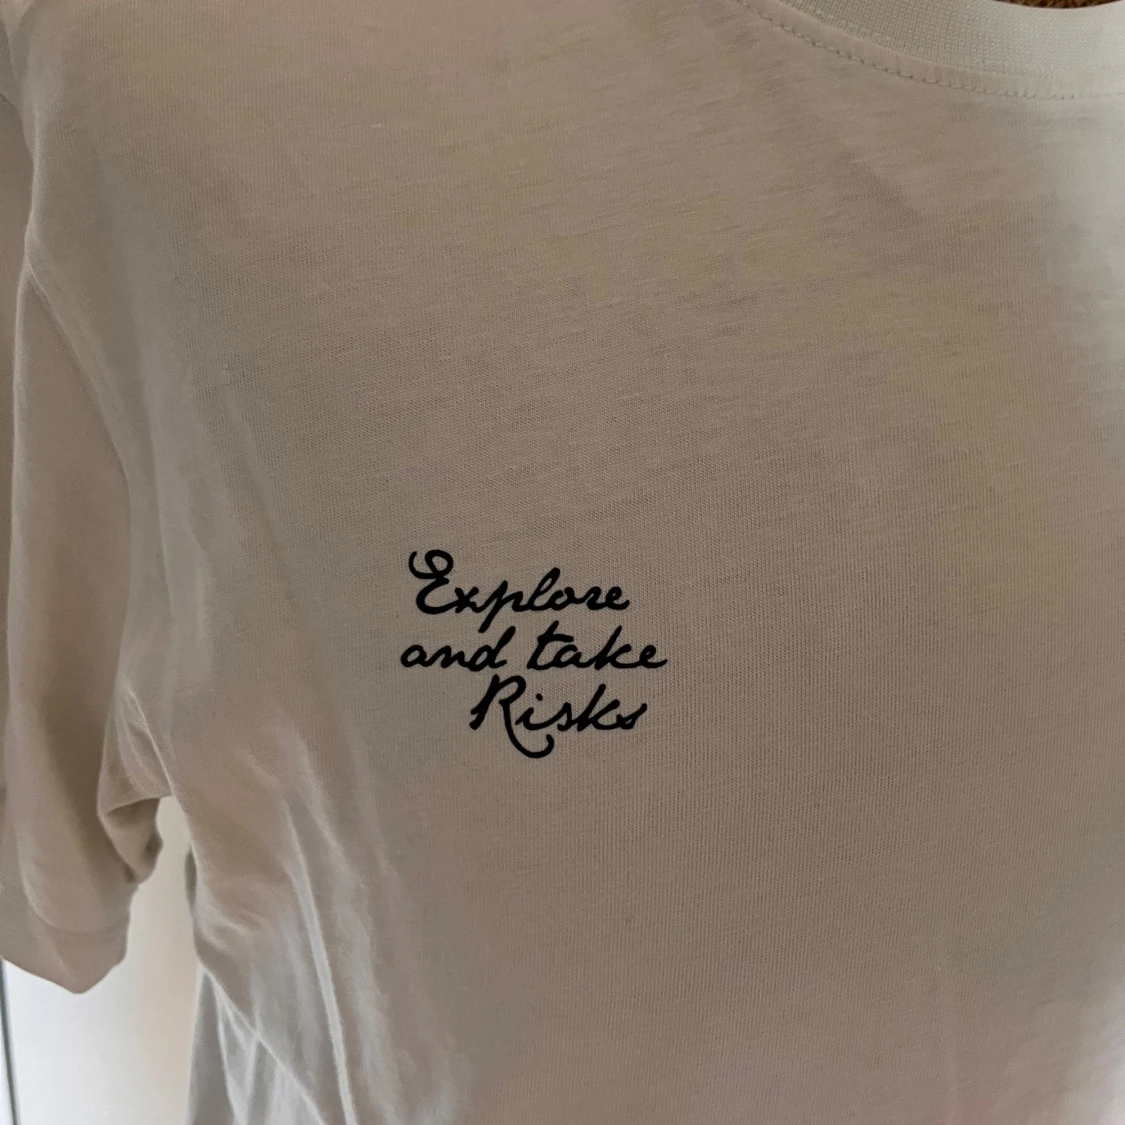 Explore
and take
Risks